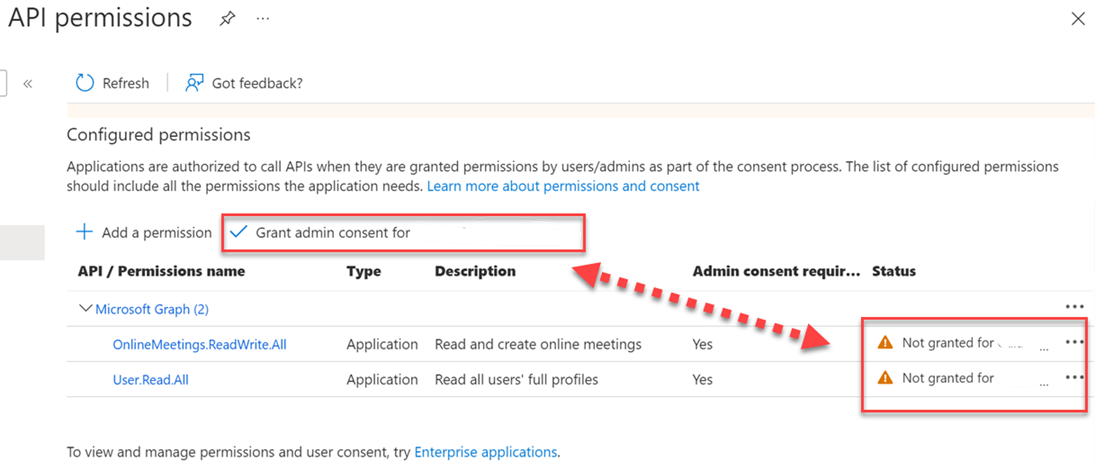 API permissions
Refresh
Got feedback?
Configured permissions
Applications are authorized to call APIs when they are granted permissions by users/admins as part of the consent process. The list of configured permissions
should include all the permissions the application needs. Learn more about permissions and consent
Add a permission
Grant admin consent for
API / Permissions name Type Description Admin consent requir... Status
Microsoft Graph (2)
OnlineMeetings.ReadWrite.All Application Read and create online meetings Yes Not granted for ...
User.Read.All Application Read all users' full profiles Yes Not granted for ...
To view and manage permissions and user consent, try Enterprise applications.